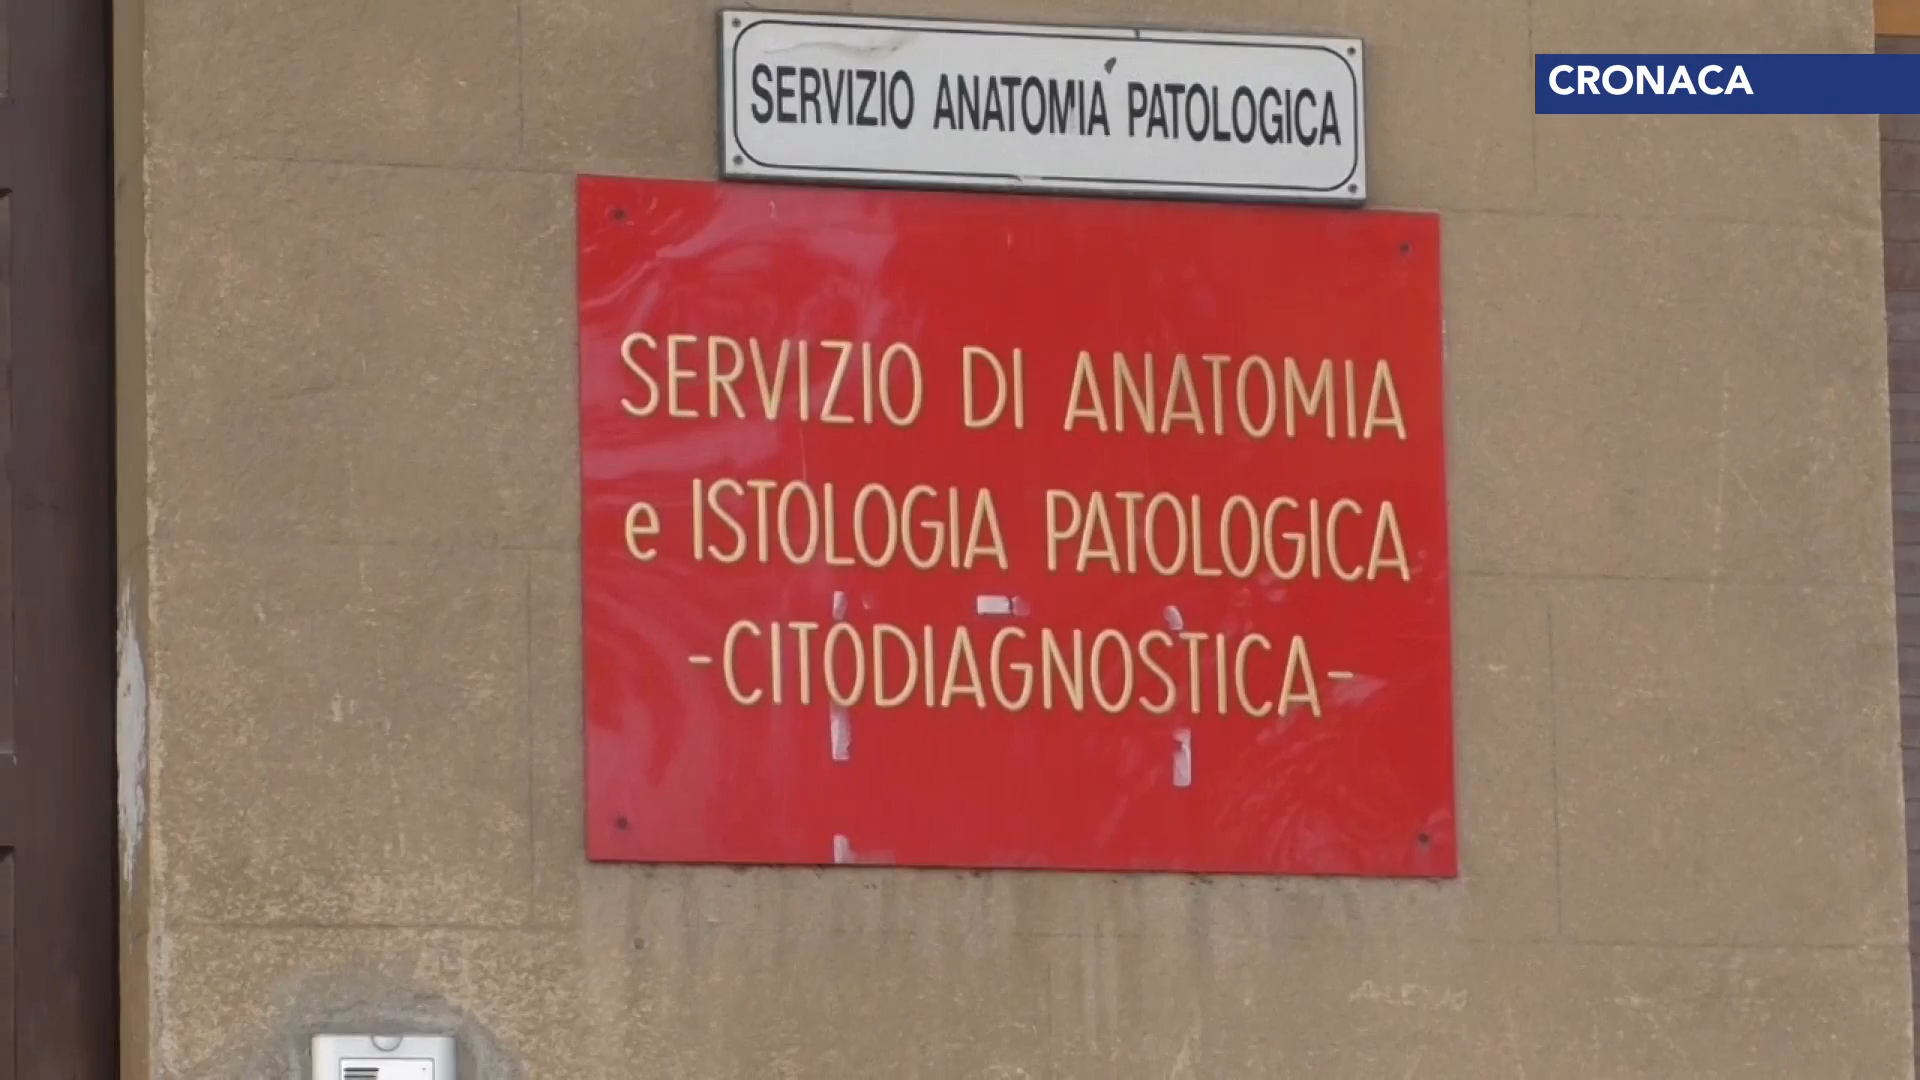 SERVIZIO ANATOMIA PATOLOGICA
CRONACA
SERVIZIO DI ANATOMIA
e ISTOLOGIA PATOLOGICA
-CITODIAGNOSTICA-